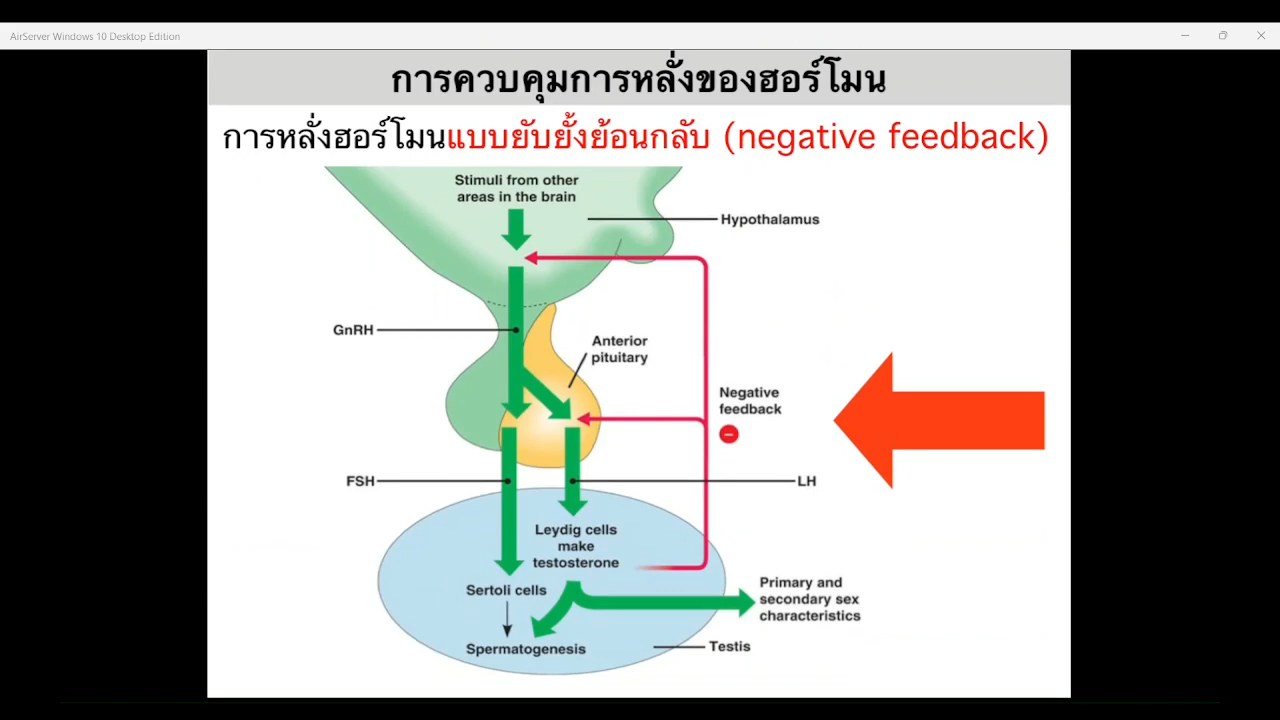 AirServer Windows 10 Desktop Edition
การควบคุมการหลั่งของฮอร์โมน
การหลั่งฮอร์โมนแบบยับยั้งย้อนกลับ (negative feedback)
Stimuli from other
areas in the brain
Hypothalamus
GnRH
Anterior
pituitary
Negative
feedback
FSH
LH
Leydig cells
make
testosterone
Sertoli cells
Primary and
secondary sex
characteristics
Spermatogenesis
Testis